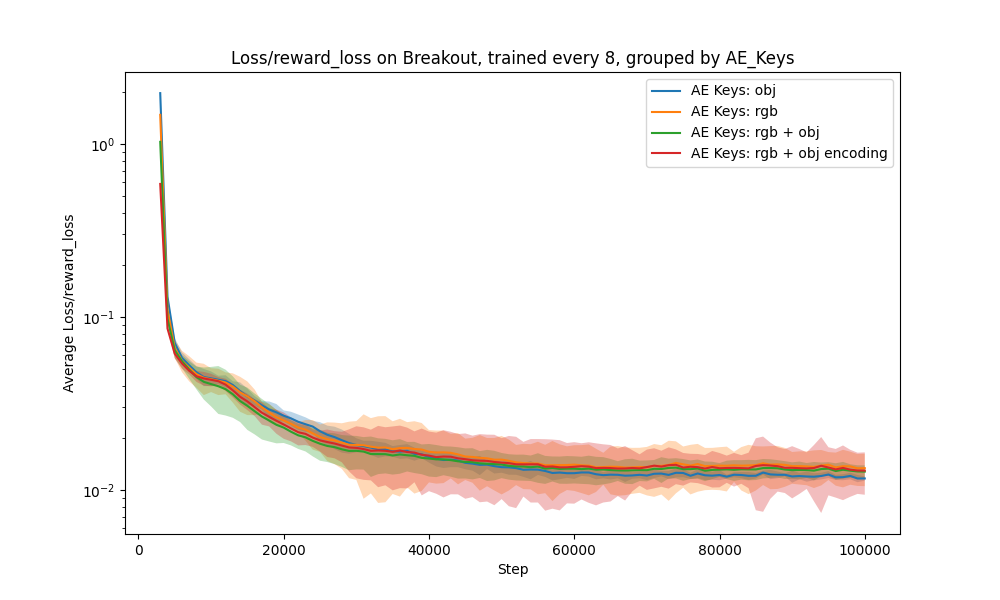 Loss/reward_loss on Breakout, trained every 8, grouped by AE_Keys
AE Keys: obj
AE Keys: rgb
AE Keys: rgb + obj
AE Keys: rgb + obj encoding
Average Loss/reward_loss
10⁰
10⁻¹
10⁻²
0 20000 40000 60000 80000 100000
Step